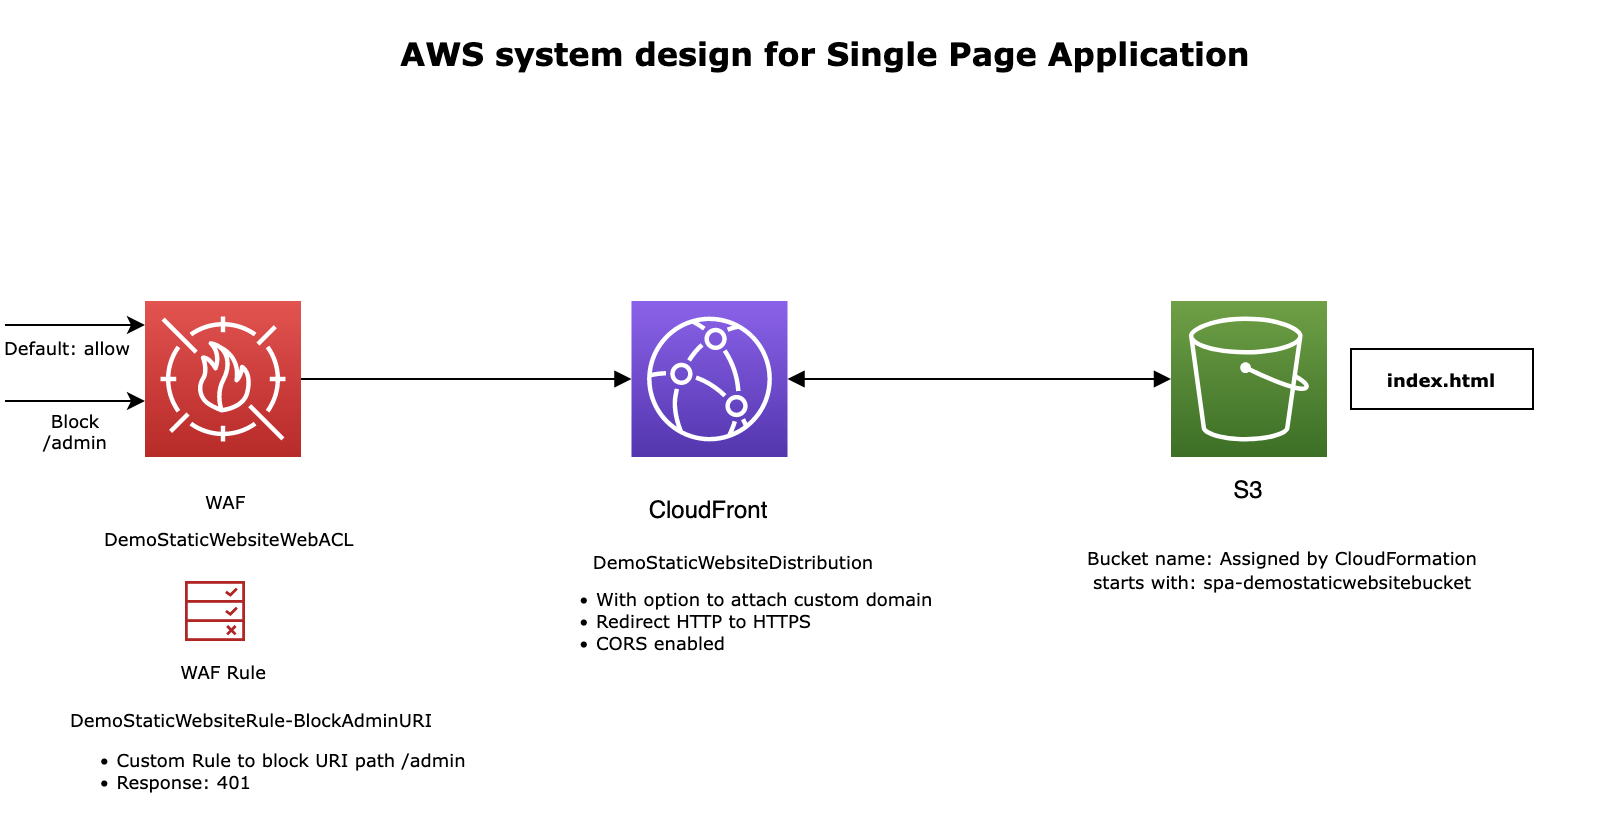 AWS system design for Single Page Application
Default: allow
Block
/admin
WAF
DemoStaticWebsiteWebACL
WAF Rule
DemoStaticWebsiteRule-BlockAdminURI
• Custom Rule to block URI path /admin
• Response: 401
CloudFront
DemoStaticWebsiteDistribution
• With option to attach custom domain
• Redirect HTTP to HTTPS
• CORS enabled
S3
Bucket name: Assigned by CloudFormation
starts with: spa-demostaticwebsitebucket
index.html